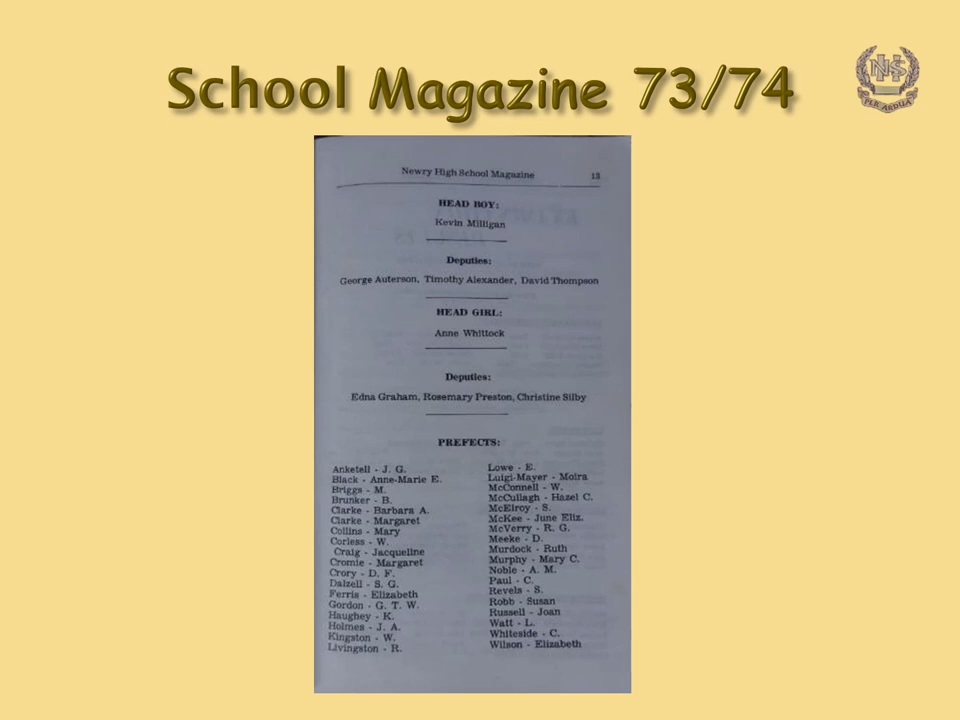 School Magazine 73/74
NHS
PER ARDUA
Newry High School Magazine 13
HEAD BOY:
Kevin Milligan
Deputies:
George Auterson, Timothy Alexander, David Thompson
HEAD GIRL:
Anne Whittock
Deputies:
Edna Graham, Rosemary Preston, Christine Silby
PREFECTS:
Anketell - J. G.
Black - Anne-Marie E.
Briggs - M.
Brunker - B.
Clarke - Barbara A.
Clarke - Margaret
Collins - Mary
Corless - W.
Craig - Jacqueline
Cromie - Margaret
Crory - D. F.
Dalzell - S. G.
Ferris - Elizabeth
Gordon - G. T. W.
Haughey - K.
Holmes - J. A.
Kingston - W.
Livingston - R.
Lowe - E.
Luigi-Mayer - Moira
McConnell - W.
McCullagh - Hazel C.
McElroy - S.
McKee - June Eliz.
McVerry - R. G.
Meeke - D.
Murdock - Ruth
Murphy - Mary C.
Noble - A. M.
Paul - C.
Revels - S.
Robb - Susan
Russell - Joan
Watt - L.
Whiteside - C.
Wilson - Elizabeth